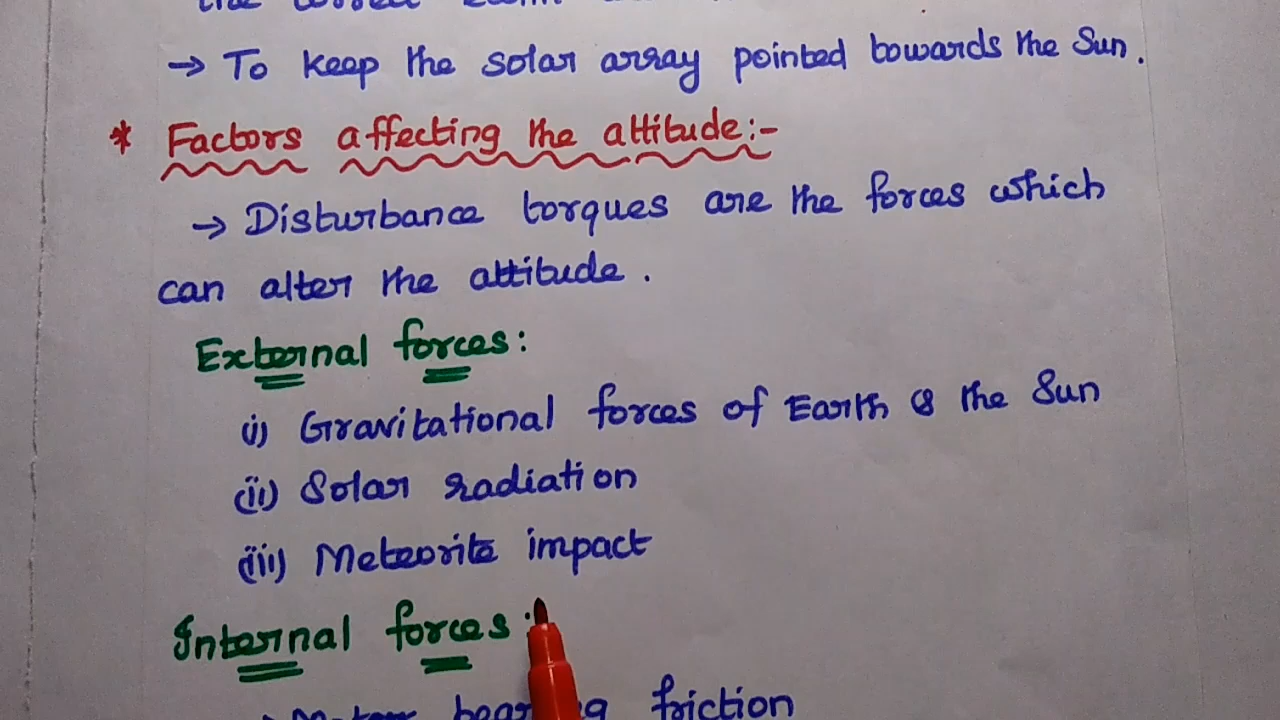 → To keep the solar array pointed towards the Sun.
* Factors affecting the attitude:-
→ Disturbance torques are the forces which
can alter the attitude.
External forces:
(i) Gravitational forces of Earth & the Sun
(ii) Solar radiation
(iii) Meteorite impact
Internal forces:
friction